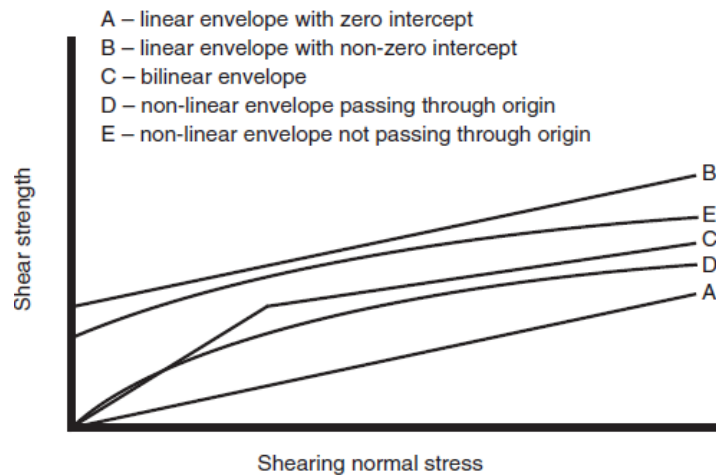 A – linear envelope with zero intercept
B – linear envelope with non-zero intercept
C – bilinear envelope
D – non-linear envelope passing through origin
E – non-linear envelope not passing through origin
Shear strength
B
E
C
D
A
Shearing normal stress